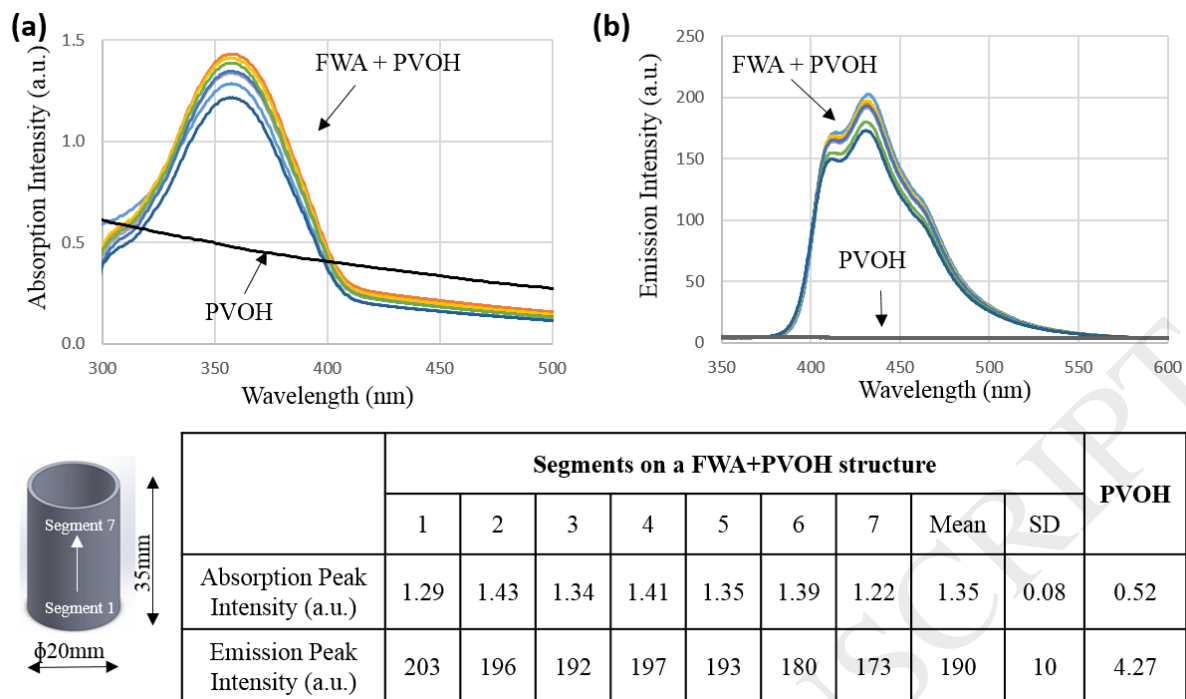 (a)
1.5
1.0
0.5
0.0
Absorption Intensity (a.u.)
FWA + PVOH
PVOH
300 350 400 450 500
Wavelength (nm)
(b)
250
200
150
100
50
0
Emission Intensity (a.u.)
FWA + PVOH
PVOH
350 400 450 500 550 600
Wavelength (nm)
Segment 7
Segment 1
35mm
ϕ20mm
Segments on a FWA+PVOH structure PVOH
1 2 3 4 5 6 7 Mean SD
Absorption Peak
Intensity (a.u.) 1.29 1.43 1.34 1.41 1.35 1.39 1.22 1.35 0.08 0.52
Emission Peak
Intensity (a.u.) 203 196 192 197 193 180 173 190 10 4.27